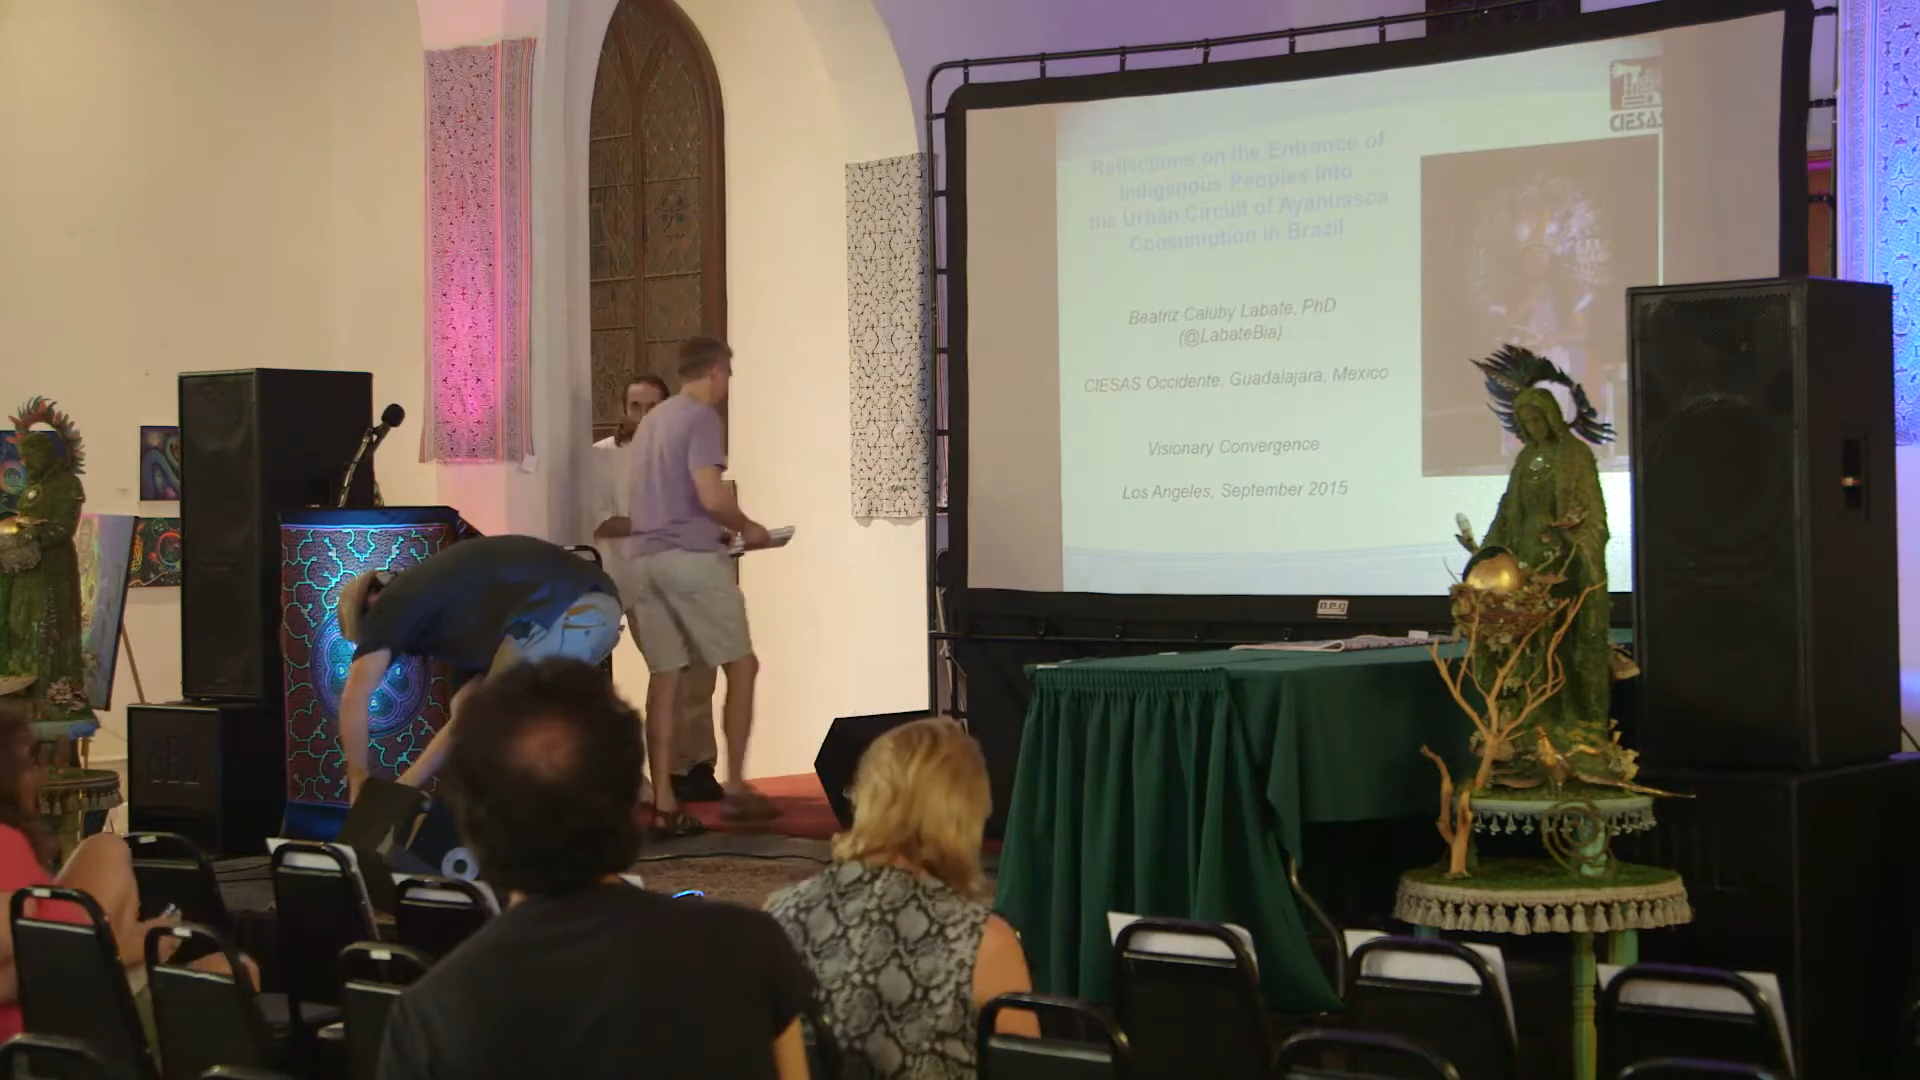 CIESAS
Reflections on the Entrance of
Indigenous Peoples into
the Urban Circuit of Ayahuasca
Consumption in Brazil
Beatriz Caiuby Labate, PhD
(@LabateBia)
CIESAS Occidente, Guadalajara, Mexico
Visionary Convergence
Los Angeles, September 2015